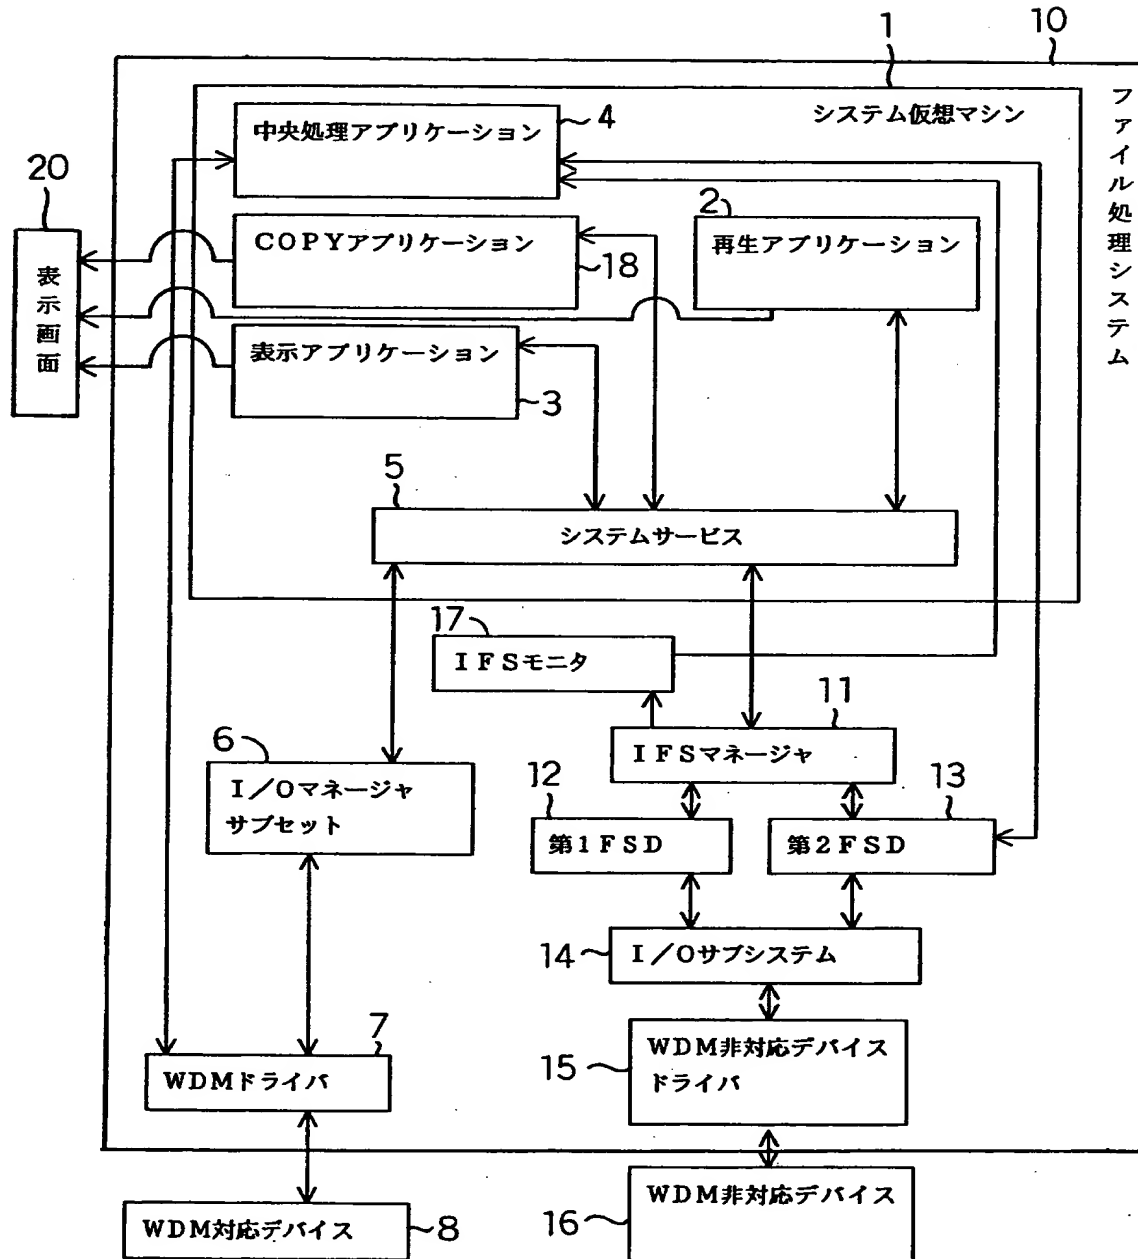 1
10
ファイル処理システム
システム仮想マシン
中央処理アプリケーション
4
20
表示画面
COPYアプリケーション
18
2
再生アプリケーション
表示アプリケーション
3
5
システムサービス
17
IFSモニタ
11
IFSマネージャ
6
I/Oマネージャ
サブセット
12
第1FSD
13
第2FSD
14
I/Oサブシステム
7
WDMドライバ
15
WDM非対応デバイス
ドライバ
WDM対応デバイス
8
16
WDM非対応デバイス